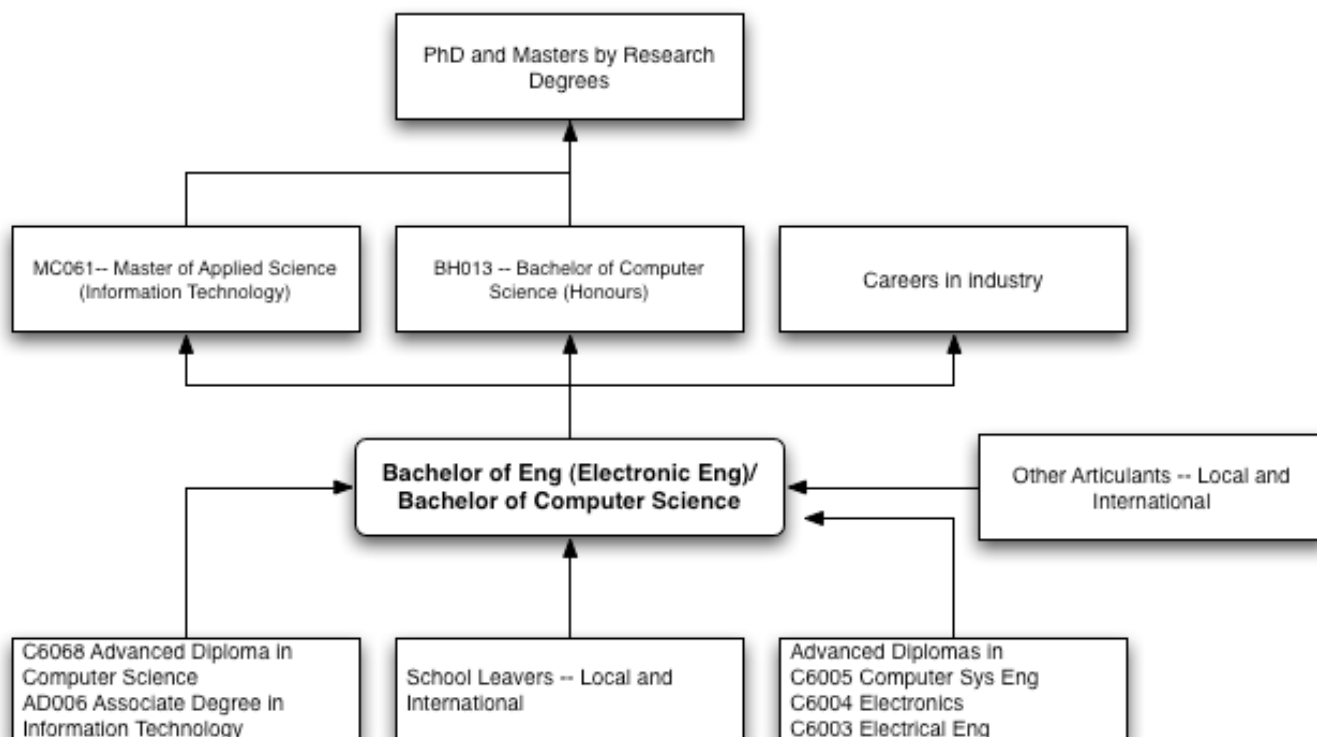 PhD and Masters by Research
Degrees
MC061-- Master of Applied Science
(Information Technology)
BH013 -- Bachelor of Computer
Science (Honours)
Careers in Industry
Bachelor of Eng (Electronic Eng)/
Bachelor of Computer Science
Other Articulants -- Local and
International
C6068 Advanced Diploma in
Computer Science
AD006 Associate Degree in
Information Technology
School Leavers -- Local and
International
Advanced Diplomas in
C6005 Computer Sys Eng
C6004 Electronics
C6003 Electrical Eng